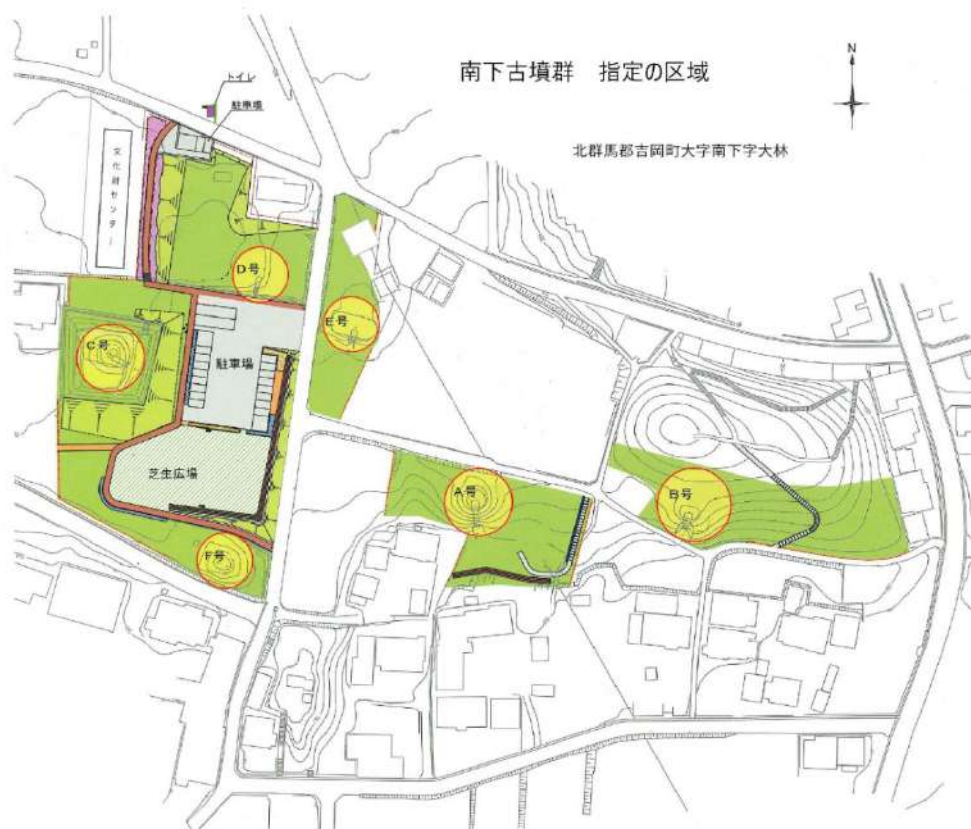 南下古墳群 指定の区域
N
北群馬郡吉岡町大字南下字大林
トイレ
駐車場
文化財センター
D号
E号
C号
駐車場
芝生広場
A号
B号
F号